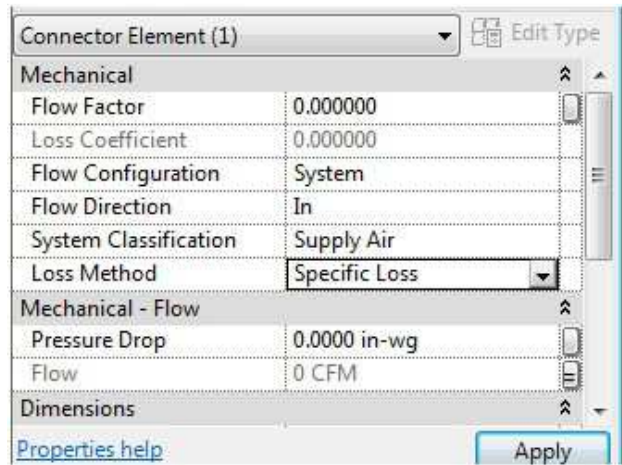 Connector Element (1) Edit Type
Mechanical
Flow Factor 0.000000
Loss Coefficient 0.000000
Flow Configuration System
Flow Direction In
System Classification Supply Air
Loss Method Specific Loss
Mechanical - Flow
Pressure Drop 0.0000 in-wg
Flow 0 CFM
Dimensions
Properties help Apply